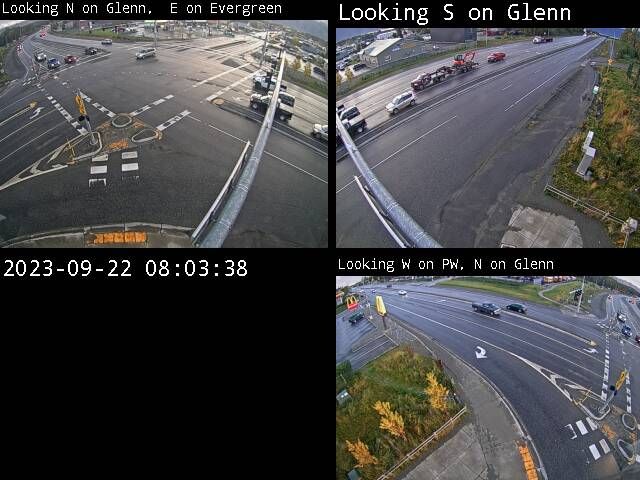 Looking N on Glenn,  E on Evergreen
Looking S on Glenn
2023-09-22 08:03:38
Looking W on PW, N on Glenn